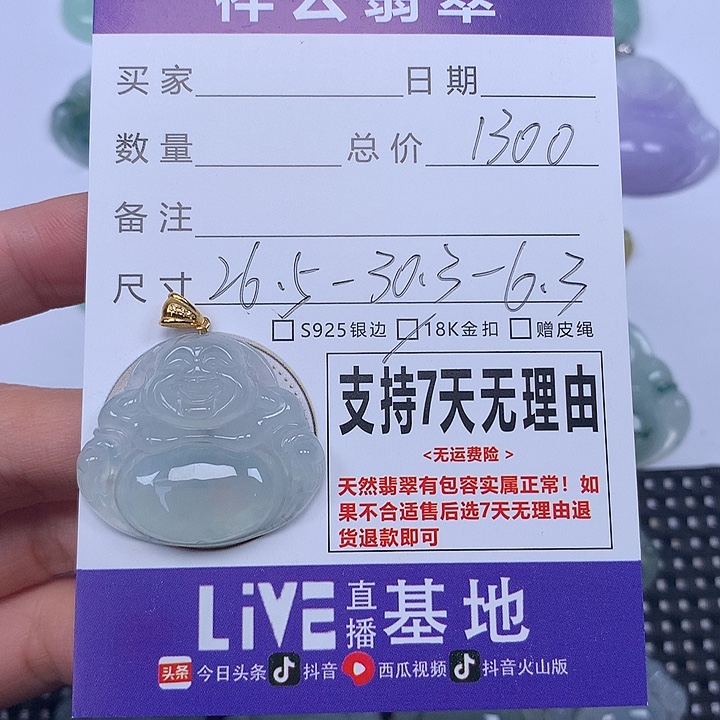 祥云翡翠
买家 日期
数量 总价 1300
备注
尺寸 26.5-30.3-6.3
S925银边 18K金扣 赠皮绳
支持7天无理由
<无运费险>
天然翡翠有包容实属正常！如
果不合适售后选7天无理由退
货退款即可
LiVE 直播 基地
头条 今日头条 抖音 西瓜视频 抖音火山版